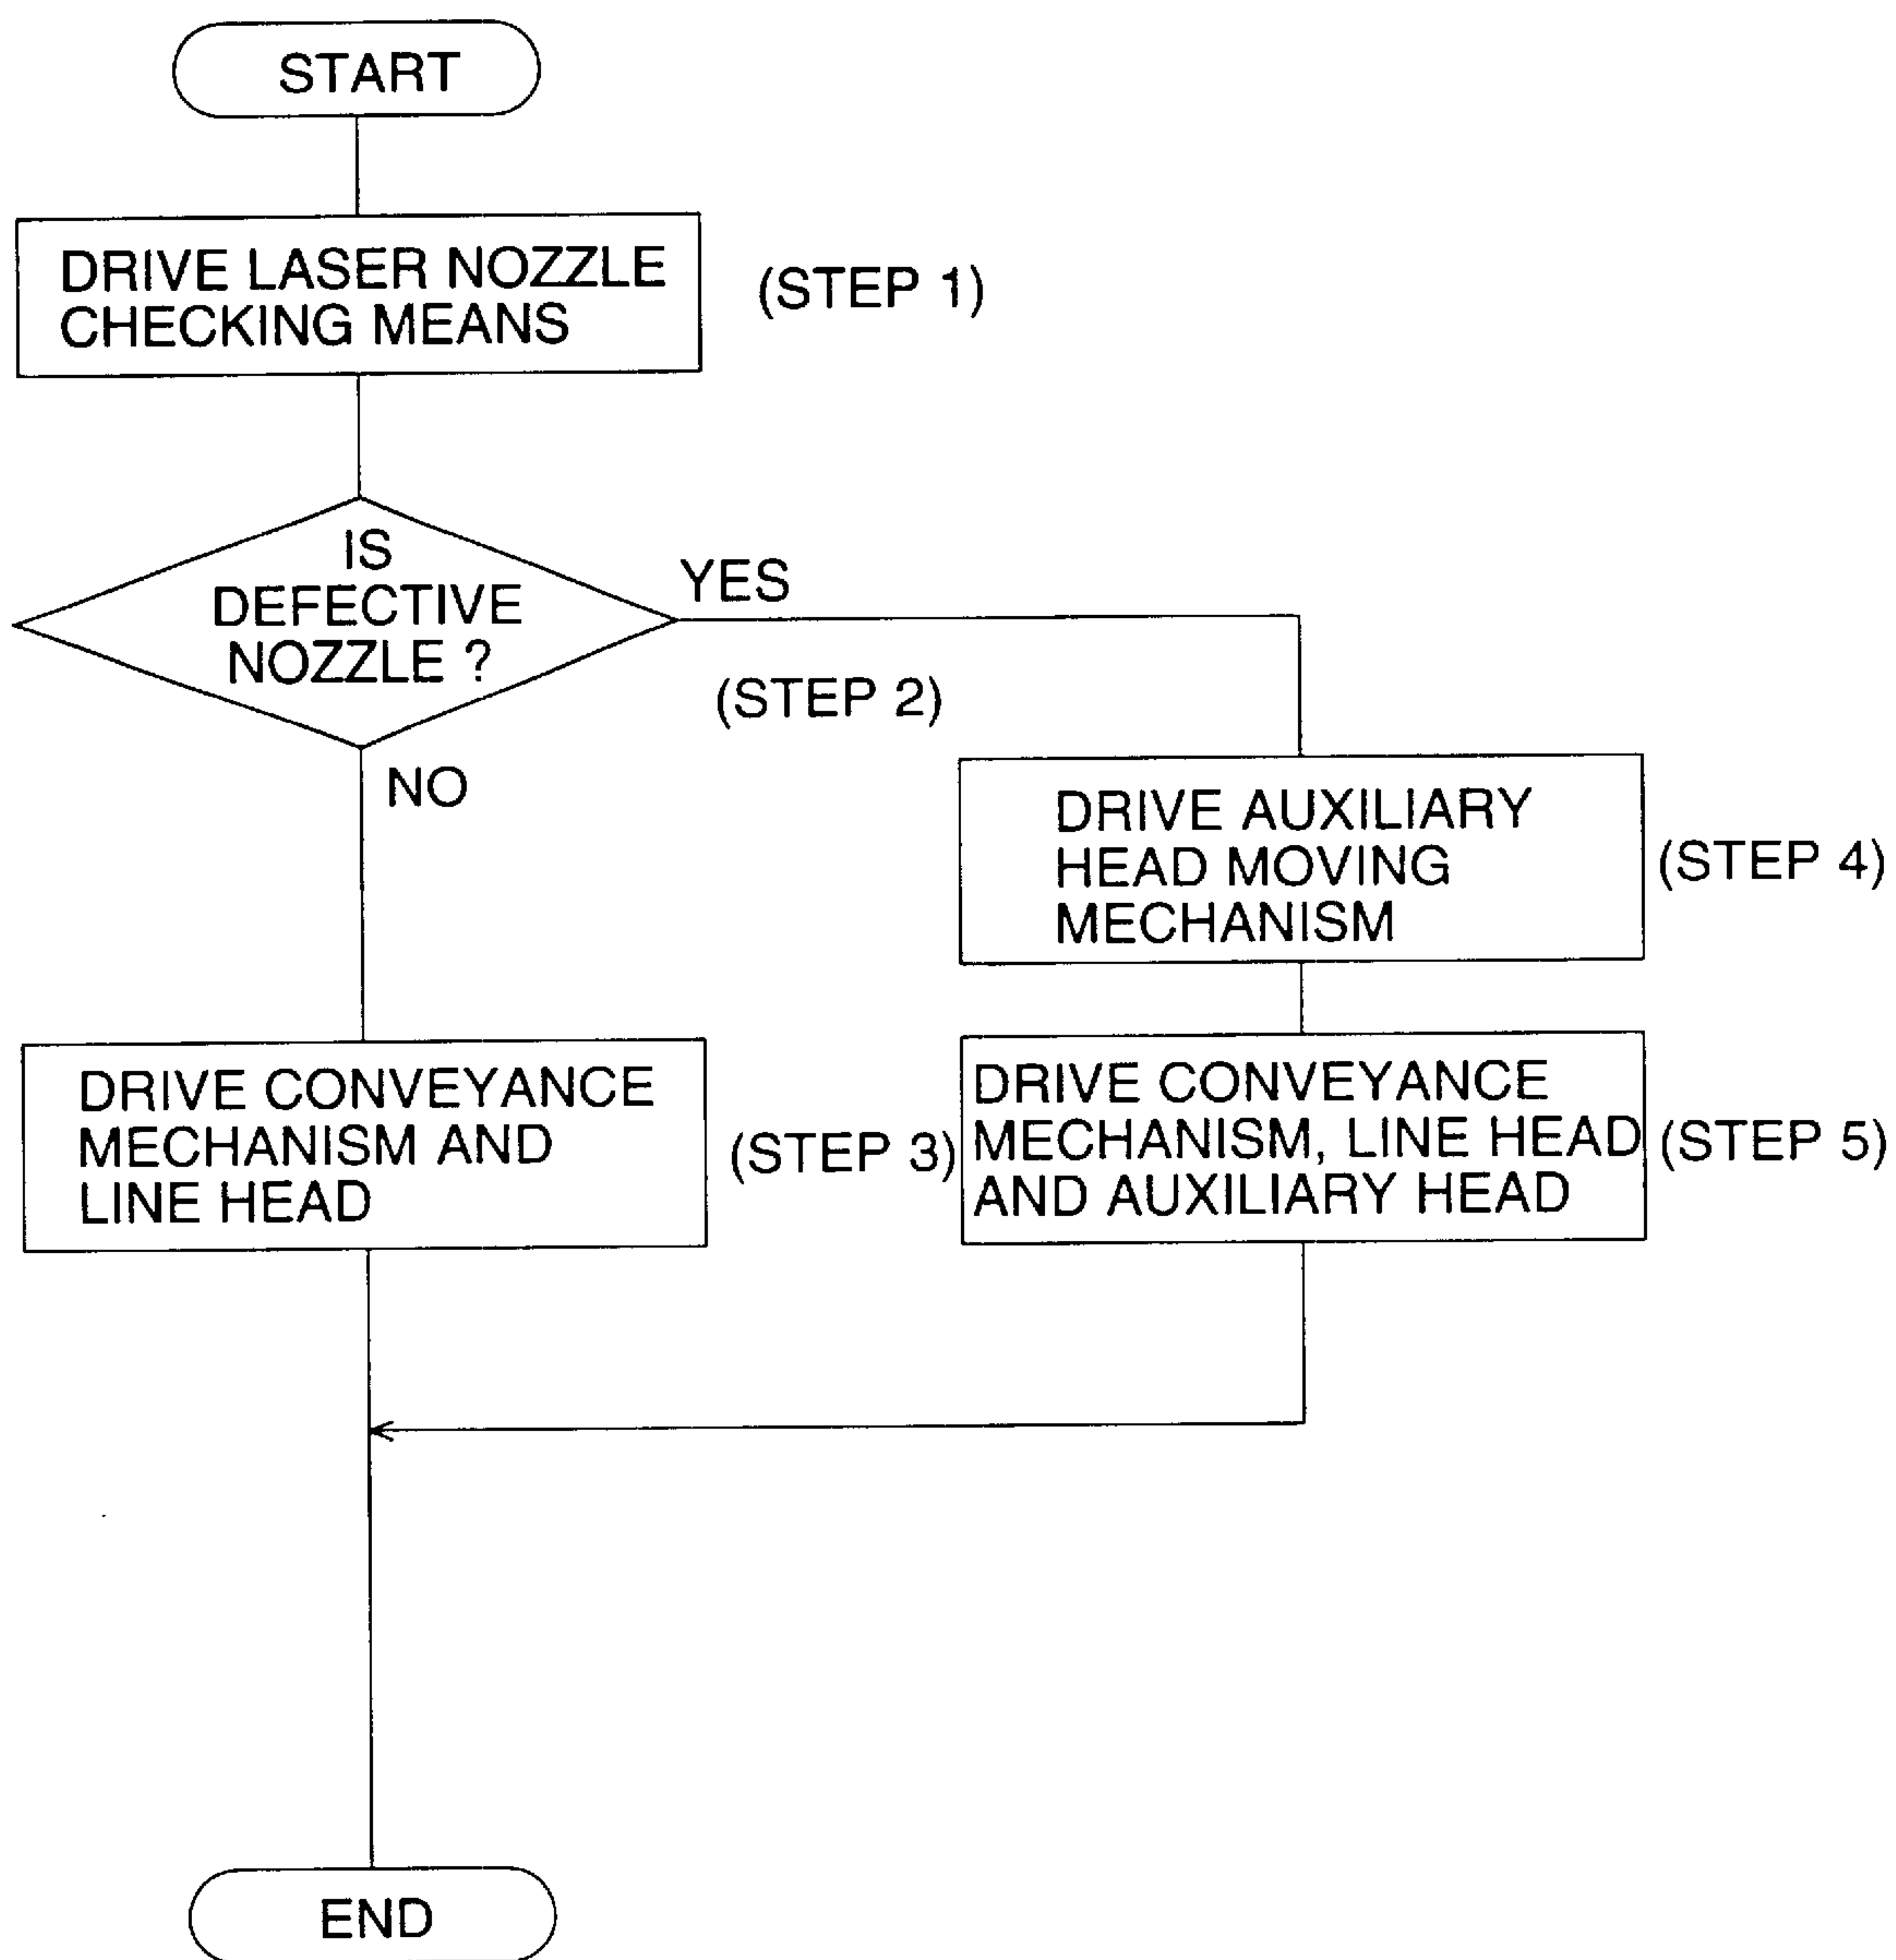 START
DRIVE LASER NOZZLE
CHECKING MEANS
(STEP 1)
IS
DEFECTIVE
NOZZLE ?
YES
(STEP 2)
NO
DRIVE AUXILIARY
HEAD MOVING
MECHANISM
(STEP 4)
DRIVE CONVEYANCE
MECHANISM AND
LINE HEAD
(STEP 3)
DRIVE CONVEYANCE
MECHANISM, LINE HEAD
AND AUXILIARY HEAD
(STEP 5)
END